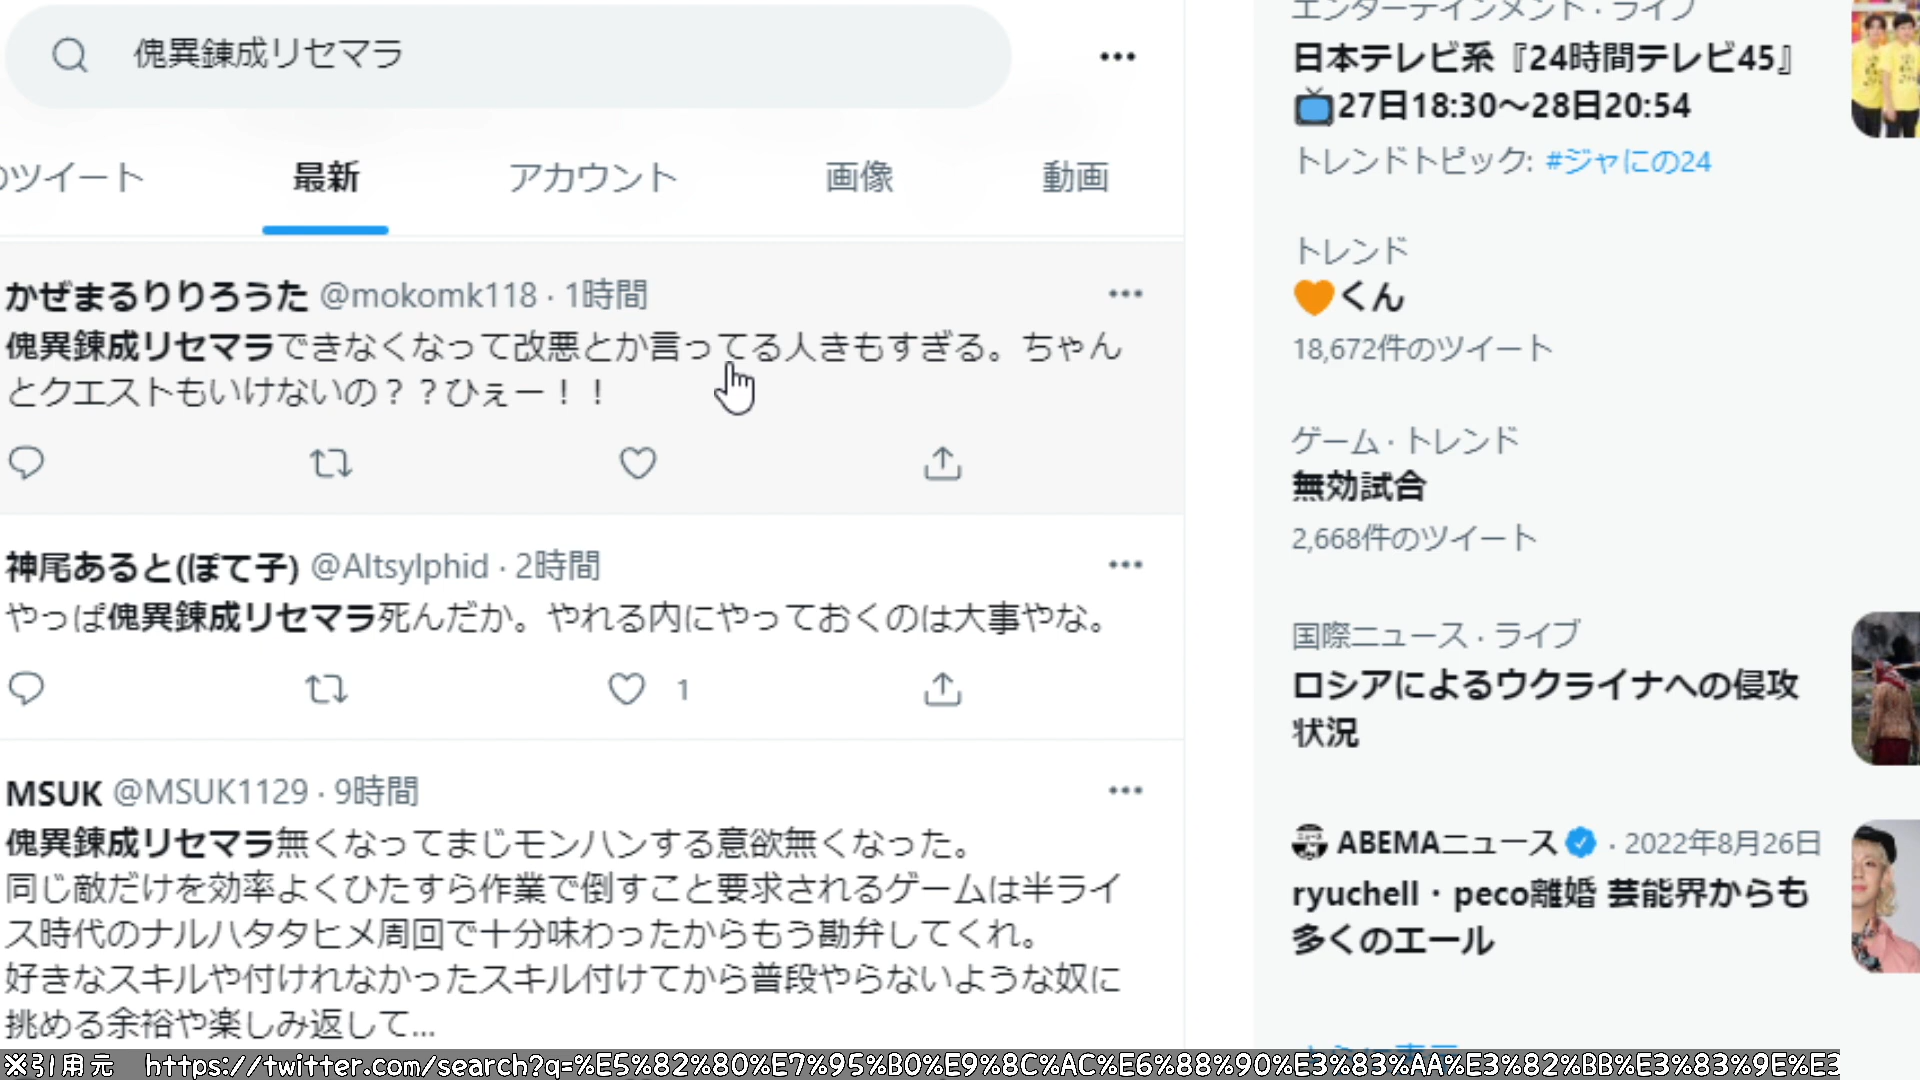 傀異錬成リセマラ
のツイート
最新
アカウント
画像
動画
かぜまるりりろうた @mokomk118 · 1時間
傀異錬成リセマラできなくなって改悪とか言ってる人きもすぎる。ちゃん
とクエストもいけないの？？ひぇー！！
神尾あると(ぽて子) @Altsylphid · 2時間
やっぱ傀異錬成リセマラ死んだか。やれる内にやっておくのは大事やな。
1
MSUK @MSUK1129 · 9時間
傀異錬成リセマラ無くなってまじモンハンする意欲無くなった。
同じ敵だけを効率よくひたすら作業で倒すこと要求されるゲームは半ライ
ス時代のナルハタタヒメ周回で十分味わったからもう勘弁してくれ。
好きなスキルや付けれなかったスキル付けてから普段やらないような奴に
挑める余裕や楽しみ返して...
エンターテインメント · ライブ
日本テレビ系『24時間テレビ45』
📺27日18:30〜28日20:54
トレンドトピック: #ジャにの24
トレンド
🧡くん
18,672件のツイート
ゲーム · トレンド
無効試合
2,668件のツイート
国際ニュース · ライブ
ロシアによるウクライナへの侵攻
状況
ABEMAニュース · 2022年8月26日
ryuchell・peco離婚 芸能界からも
多くのエール
さらに表示
※引用元 https://twitter.com/search?q=%E5%82%80%E7%95%B0%E9%8C%AC%E6%88%90%E3%83%AA%E3%82%BB%E3%83%9E%E3